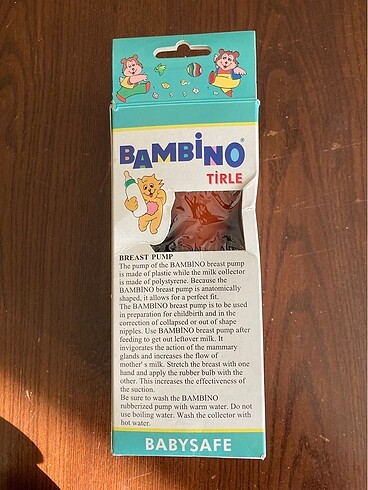 BAMBİNO®
TİRLE
BREAST PUMP
The pump of the BAMBİNO breast pump
is made of plastic while the milk collector
is made of polystyrene. Because the
BAMBİNO breast pump is anatomically
shaped, it allows for a perfect fit.
The BAMBİNO breast pump is to be used
in preparation for childbirth and in the
correction of collapsed or out of shape
nipples. Use BAMBİNO breast pump after
feeding to get out leftover milk. It
invigorates the action of the mammary
glands and increases the flow of
mother's milk. Stretch the breast with one
hand and apply the rubber bulb with the
other. This increases the effectiveness of
the suction.
Be sure to wash the BAMBİNO
rubberized pump with warm water. Do not
use boiling water. Wash the collector with
hot water.
BABYSAFE